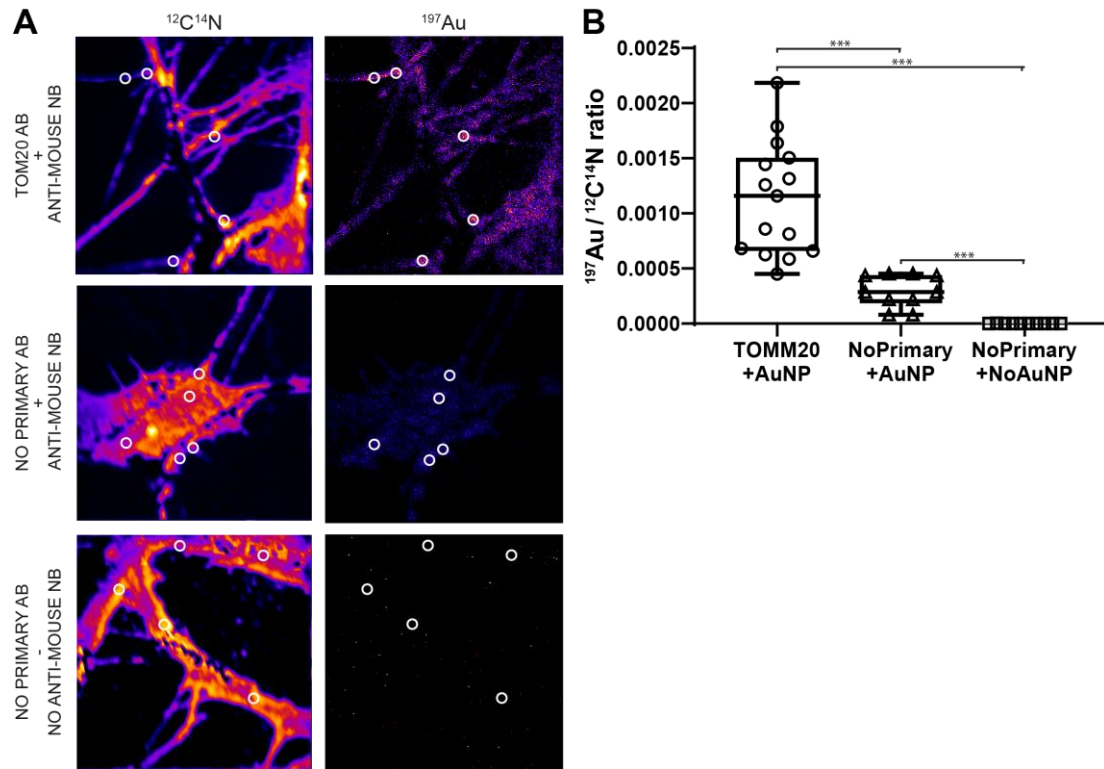 A
¹²C¹⁴N
¹⁹⁷Au
TOM20 AB
+
ANTI-MOUSE NB
NO PRIMARY AB
+
ANTI-MOUSE NB
NO PRIMARY AB
-
NO ANTI-MOUSE NB
B
¹⁹⁷Au / ¹²C¹⁴N ratio
0.0025
0.0020
0.0015
0.0010
0.0005
0.0000
***
***
***
TOMM20
+AuNP
NoPrimary
+AuNP
NoPrimary
+NoAuNP